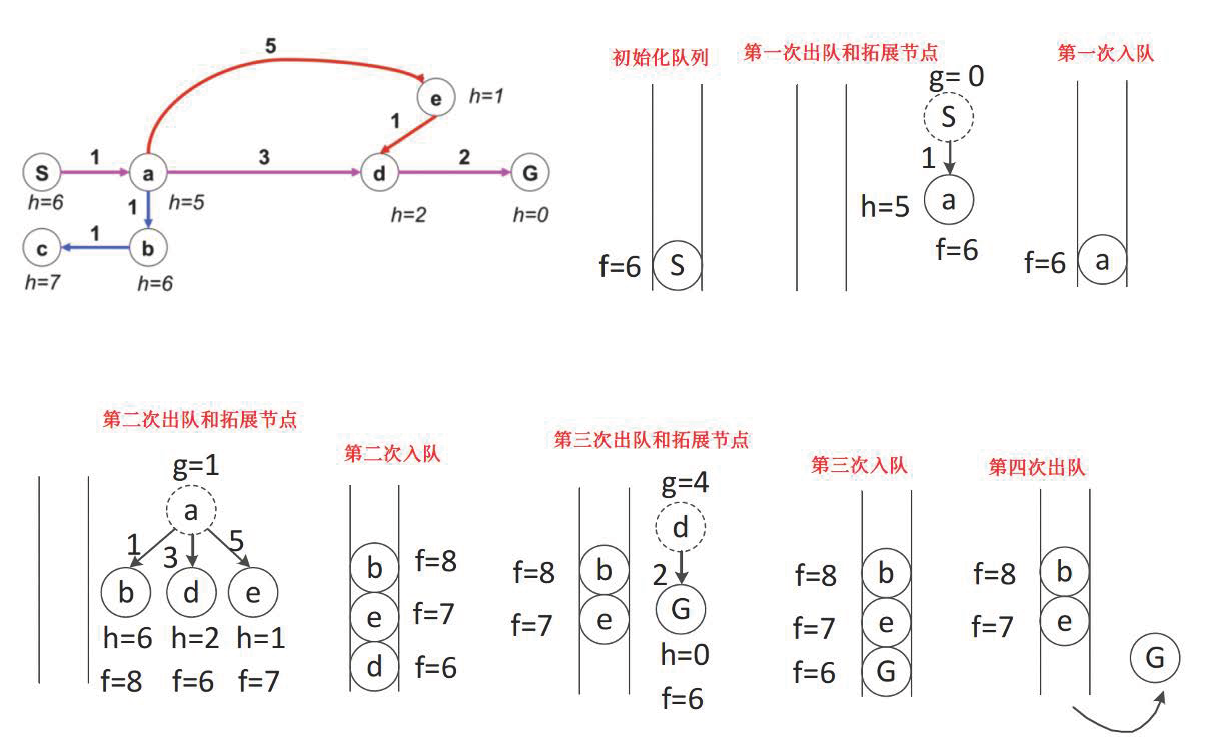 5
e h=1
1
S 1 a 3 d 2 G
h=6 1 h=5 h=2 h=0
c 1 b
h=7 h=6
初始化队列
f=6 S
第一次出队和拓展节点
g= 0
S
1
h=5 a
f=6
第一次入队
f=6 a
第二次出队和拓展节点
g=1
a
1 3 5
b d e
h=6 h=2 h=1
f=8 f=6 f=7
第二次入队
b f=8
e f=7
d f=6
第三次出队和拓展节点
g=4
d
f=8 b 2
f=7 e G
h=0
f=6
第三次入队
f=8 b
f=7 e
f=6 G
第四次出队
f=8 b
f=7 e
G